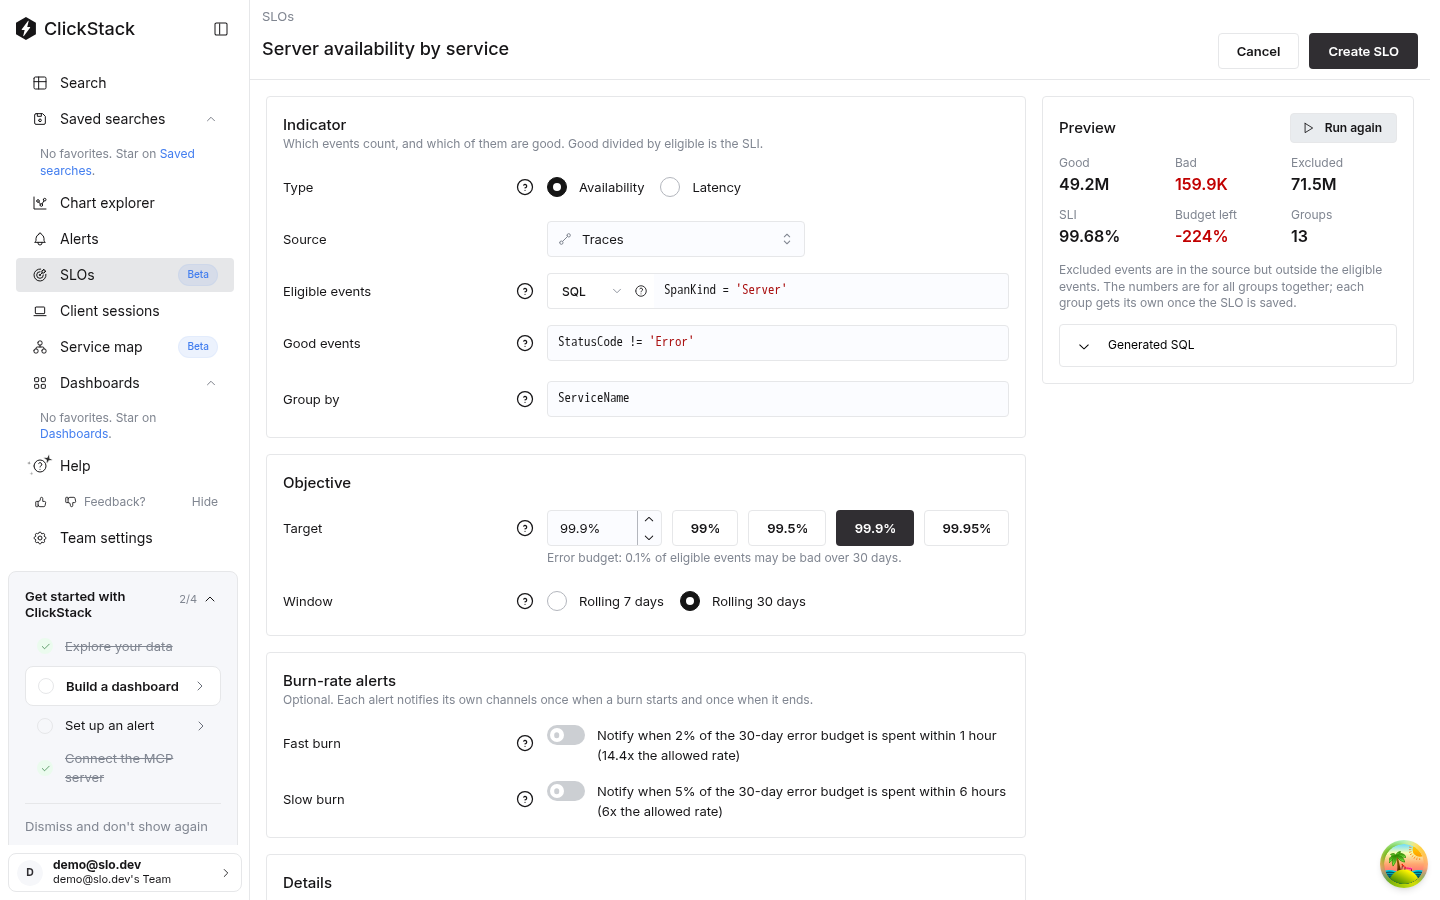 ClickStack
Search
Saved searches
No favorites. Star on Saved
searches.
Chart explorer
Alerts
SLOs
Beta
Client sessions
Service map
Beta
Dashboards
No favorites. Star on
Dashboards.
Help
Feedback?
Hide
Team settings
Get started with
ClickStack
2/4
Explore your data
Build a dashboard
Set up an alert
Connect the MCP
server
Dismiss and don't show again
D
demo@slo.dev
demo@slo.dev's Team
SLOs
Server availability by service
Cancel
Create SLO
Indicator
Which events count, and which of them are good. Good divided by eligible is the SLI.
Type
Availability
Latency
Source
Traces
Eligible events
SQL
SpanKind = 'Server'
Good events
StatusCode != 'Error'
Group by
ServiceName
Objective
Target
99.9%
99%
99.5%
99.9%
99.95%
Error budget: 0.1% of eligible events may be bad over 30 days.
Window
Rolling 7 days
Rolling 30 days
Burn-rate alerts
Optional. Each alert notifies its own channels once when a burn starts and once when it ends.
Fast burn
Notify when 2% of the 30-day error budget is spent within 1 hour
(14.4x the allowed rate)
Slow burn
Notify when 5% of the 30-day error budget is spent within 6 hours
(6x the allowed rate)
Details
Preview
Run again
Good
Bad
Excluded
49.2M
159.9K
71.5M
SLI
Budget left
Groups
99.68%
-224%
13
Excluded events are in the source but outside the eligible
events. The numbers are for all groups together; each
group gets its own once the SLO is saved.
Generated SQL